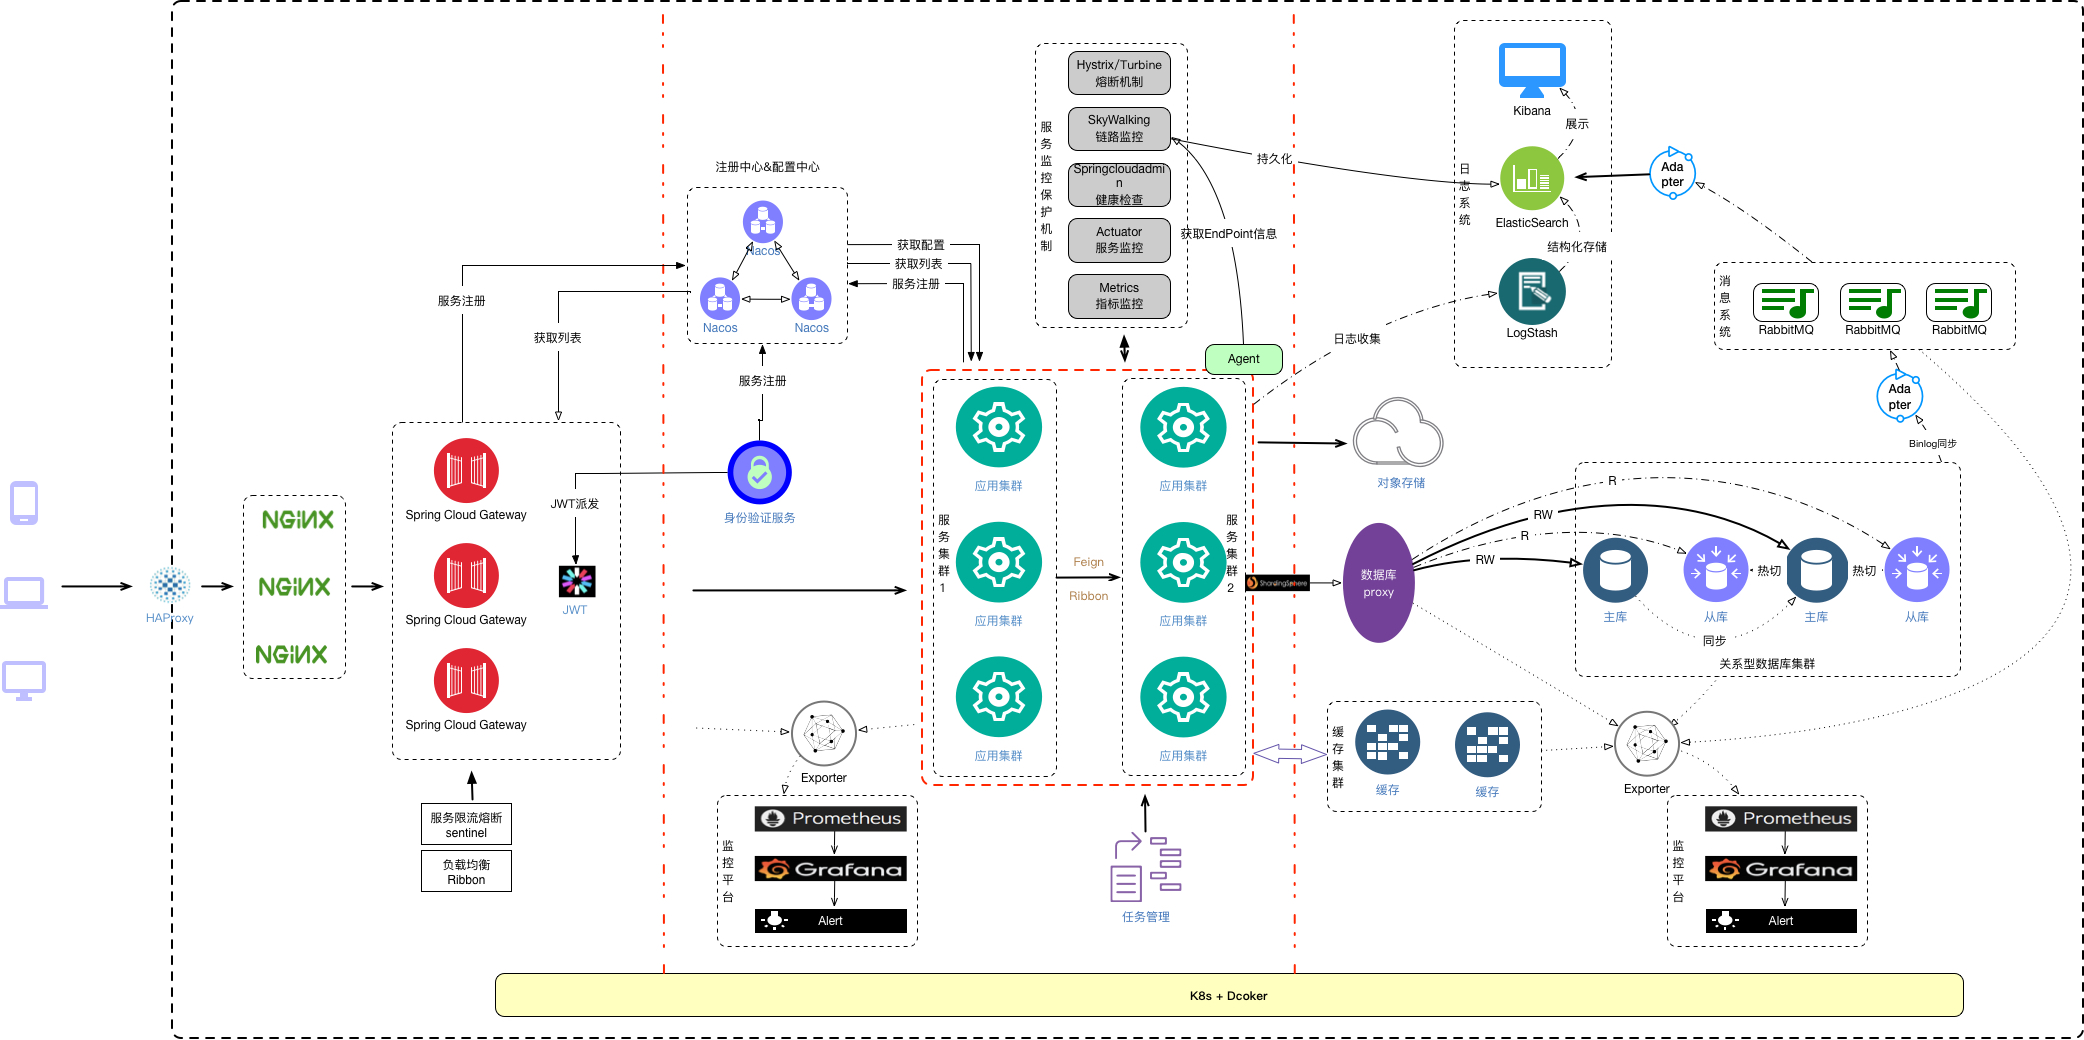 HAProxy
NGiNX
NGiNX
NGiNX
服务注册
获取列表
Spring Cloud Gateway
Spring Cloud Gateway
Spring Cloud Gateway
JWT派发
JWT
服务限流熔断
sentinel
负载均衡
Ribbon
注册中心&配置中心
Nacos
Nacos
Nacos
获取配置
获取列表
服务注册
服务注册
身份验证服务
服务监控保护机制
Hystrix/Turbine
熔断机制
SkyWalking
链路监控
Springcloudadmi
n
健康检查
Actuator
服务监控
Metrics
指标监控
持久化
获取EndPoint信息
Agent
日志收集
服务集群1
应用集群
应用集群
应用集群
Feign
Ribbon
服务集群2
应用集群
应用集群
应用集群
Exporter
监控平台
Prometheus
Grafana
Alert
任务管理
日志系统
Kibana
展示
ElasticSearch
结构化存储
LogStash
Ada
pter
消息系统
RabbitMQ
RabbitMQ
RabbitMQ
Ada
pter
Binlog同步
对象存储
ShardingSphere
数据库
proxy
R
RW
R
RW
热切
热切
主库
从库
主库
从库
同步
关系型数据库集群
缓存集群
缓存
缓存
Exporter
监控平台
Prometheus
Grafana
Alert
K8s + Dcoker